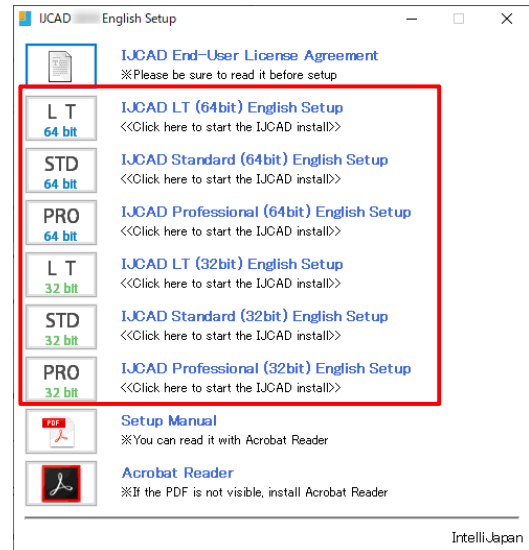 IJCAD English Setup
IJCAD End-User License Agreement
※Please be sure to read it before setup
L T
64 bit
IJCAD LT (64bit) English Setup
<<Click here to start the IJCAD install>>
STD
64 bit
IJCAD Standard (64bit) English Setup
<<Click here to start the IJCAD install>>
PRO
64 bit
IJCAD Professional (64bit) English Setup
<<Click here to start the IJCAD install>>
L T
32 bit
IJCAD LT (32bit) English Setup
<<Click here to start the IJCAD install>>
STD
32 bit
IJCAD Standard (32bit) English Setup
<<Click here to start the IJCAD install>>
PRO
32 bit
IJCAD Professional (32bit) English Setup
<<Click here to start the IJCAD install>>
PDF
Setup Manual
※You can read it with Acrobat Reader
Acrobat Reader
※If the PDF is not visible, install Acrobat Reader
IntelliJapan